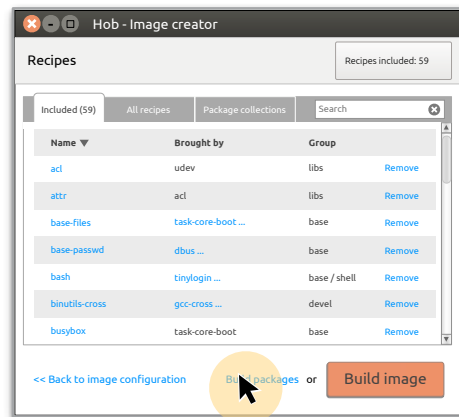 Hob - Image creator
Recipes
Recipes included: 59
Included (59) All recipes Package collections Search
Name Brought by Group
acl udev libs Remove
attr acl libs Remove
base-files task-core-boot ... base Remove
base-passwd dbus ... base Remove
bash tinylogin ... base / shell Remove
binutils-cross gcc-cross ... devel Remove
busybox task-core-boot base Remove
<< Back to image configuration Build packages or Build image